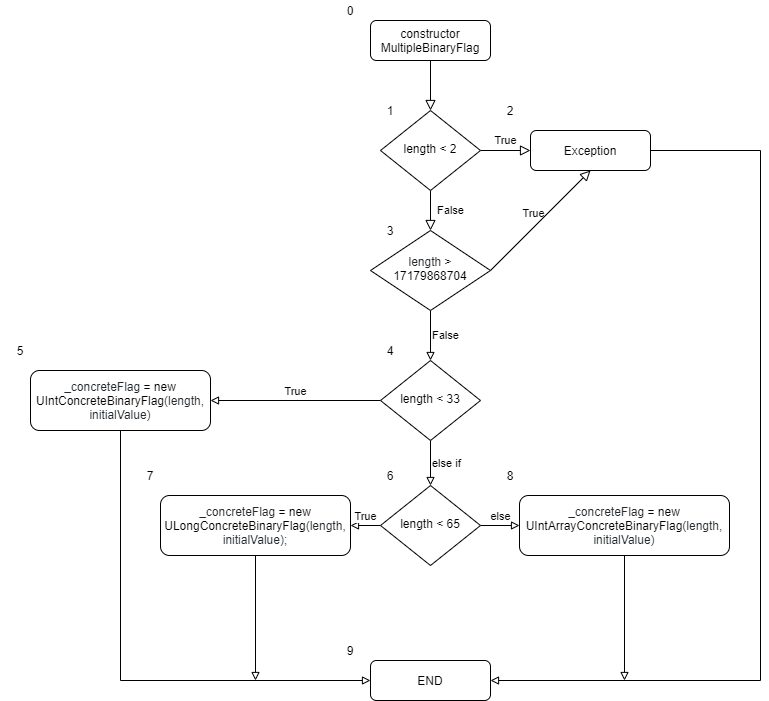 0
constructor
MultipleBinaryFlag
1
2
length < 2
True
Exception
False
True
3
length >
17179868704
False
4
5
_concreteFlag = new
UIntConcreteBinaryFlag(length,
initialValue)
True
length < 33
else if
7
6
8
_concreteFlag = new
ULongConcreteBinaryFlag(length,
initialValue);
True
length < 65
else
_concreteFlag = new
UIntArrayConcreteBinaryFlag(length,
initialValue)
9
END